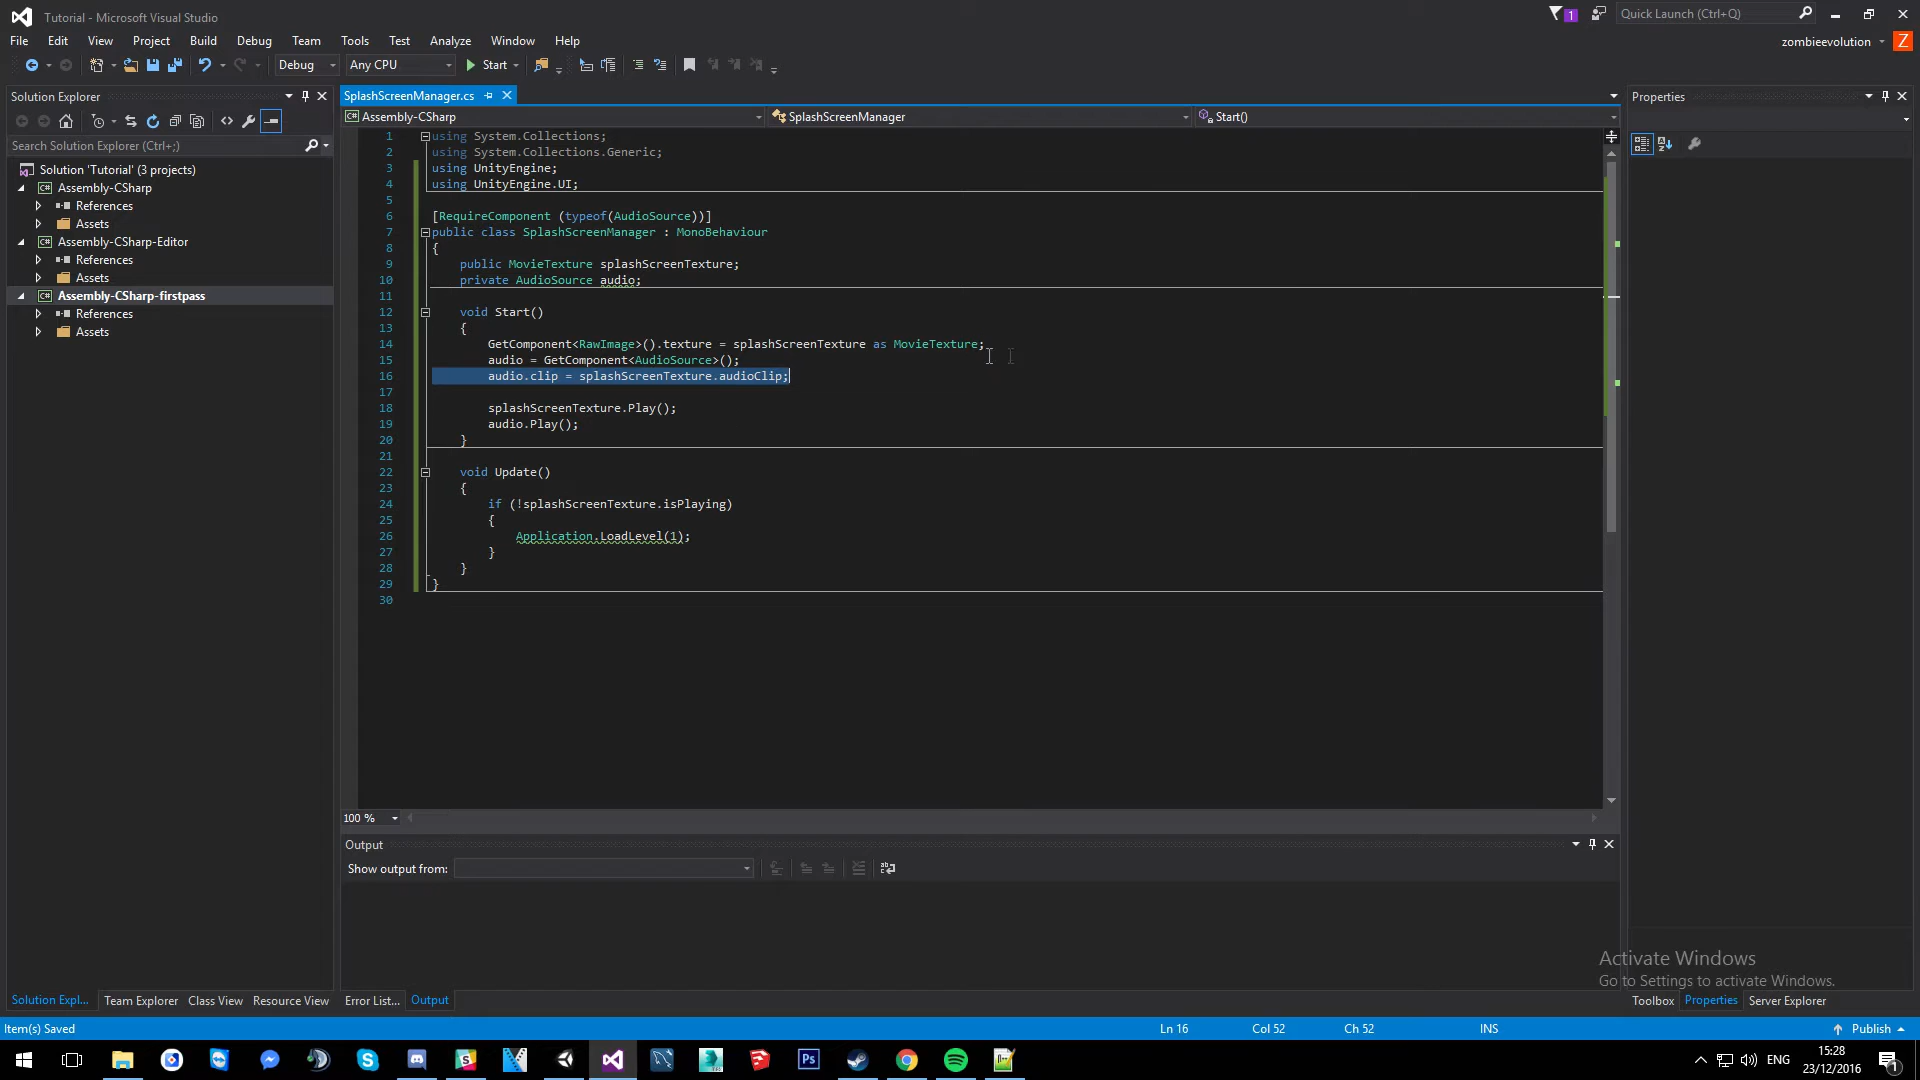 Tutorial - Microsoft Visual Studio
1
Quick Launch (Ctrl+Q)
File Edit View Project Build Debug Team Tools Test Analyze Window Help
zombieevolution
Z
Debug Any CPU Start
Solution Explorer
SplashScreenManager.cs
Properties
Assembly-CSharp
SplashScreenManager
Start()
Search Solution Explorer (Ctrl+;)
Solution 'Tutorial' (3 projects)
Assembly-CSharp
References
Assets
Assembly-CSharp-Editor
References
Assets
Assembly-CSharp-firstpass
References
Assets
1 using System.Collections;
2 using System.Collections.Generic;
3 using UnityEngine;
4 using UnityEngine.UI;
5
6 [RequireComponent (typeof(AudioSource))]
7 public class SplashScreenManager : MonoBehaviour
8 {
9 public MovieTexture splashScreenTexture;
10 private AudioSource audio;
11
12 void Start()
13 {
14 GetComponent<RawImage>().texture = splashScreenTexture as MovieTexture;
15 audio = GetComponent<AudioSource>();
16 audio.clip = splashScreenTexture.audioClip;
17
18 splashScreenTexture.Play();
19 audio.Play();
20 }
21
22 void Update()
23 {
24 if (!splashScreenTexture.isPlaying)
25 {
26 Application.LoadLevel(1);
27 }
28 }
29 }
30
100 %
Output
Show output from:
Activate Windows
Go to Settings to activate Windows.
Solution Expl... Team Explorer Class View Resource View
Error List... Output
Toolbox Properties Server Explorer
Item(s) Saved
Ln 16 Col 52 Ch 52 INS
Publish
Ps
ENG
15:28
23/12/2016
1